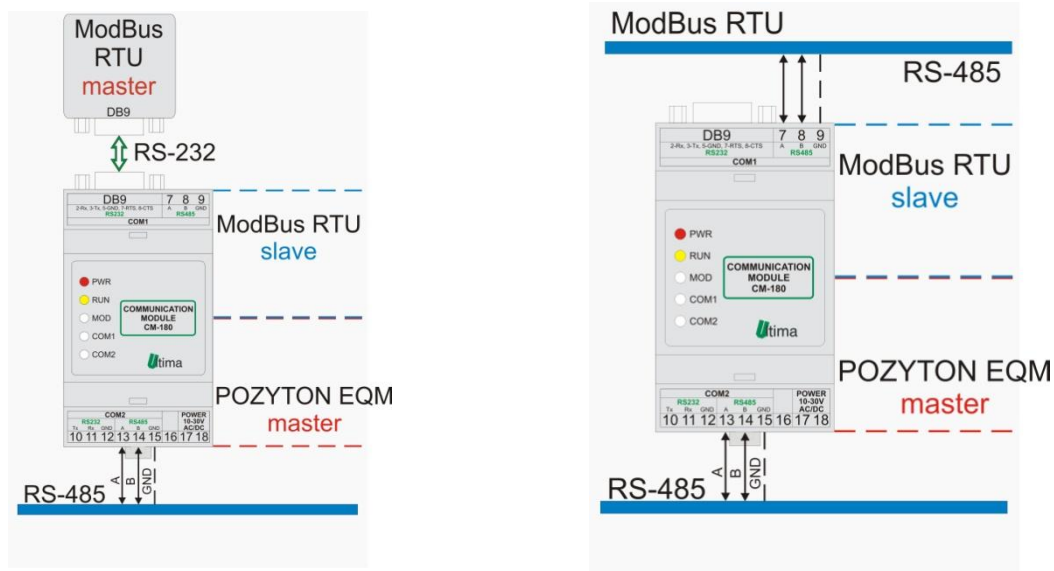 ModBus
RTU
master
DB9
RS-232
DB9 7 8 9
2-Rx, 3-Tx, 5-GND, 7-RTS, 8-CTS A B GND
RS232 RS485
COM1
ModBus RTU
slave
PWR
RUN
MOD
COM1
COM2
COMMUNICATION
MODULE
CM-180
Ultima
POZYTON EQM
master
COM2 POWER
RS232 RS485 10-30V
Tx Rx GND A B GND AC/DC
10 11 12 13 14 15 16 17 18
A B GND
RS-485
ModBus RTU
RS-485
DB9 7 8 9
2-Rx, 3-Tx, 5-GND, 7-RTS, 8-CTS A B GND
RS232 RS485
COM1
ModBus RTU
slave
PWR
RUN
MOD
COM1
COM2
COMMUNICATION
MODULE
CM-180
Ultima
POZYTON EQM
master
COM2 POWER
RS232 RS485 10-30V
Tx Rx GND A B GND AC/DC
10 11 12 13 14 15 16 17 18
A B GND
RS-485